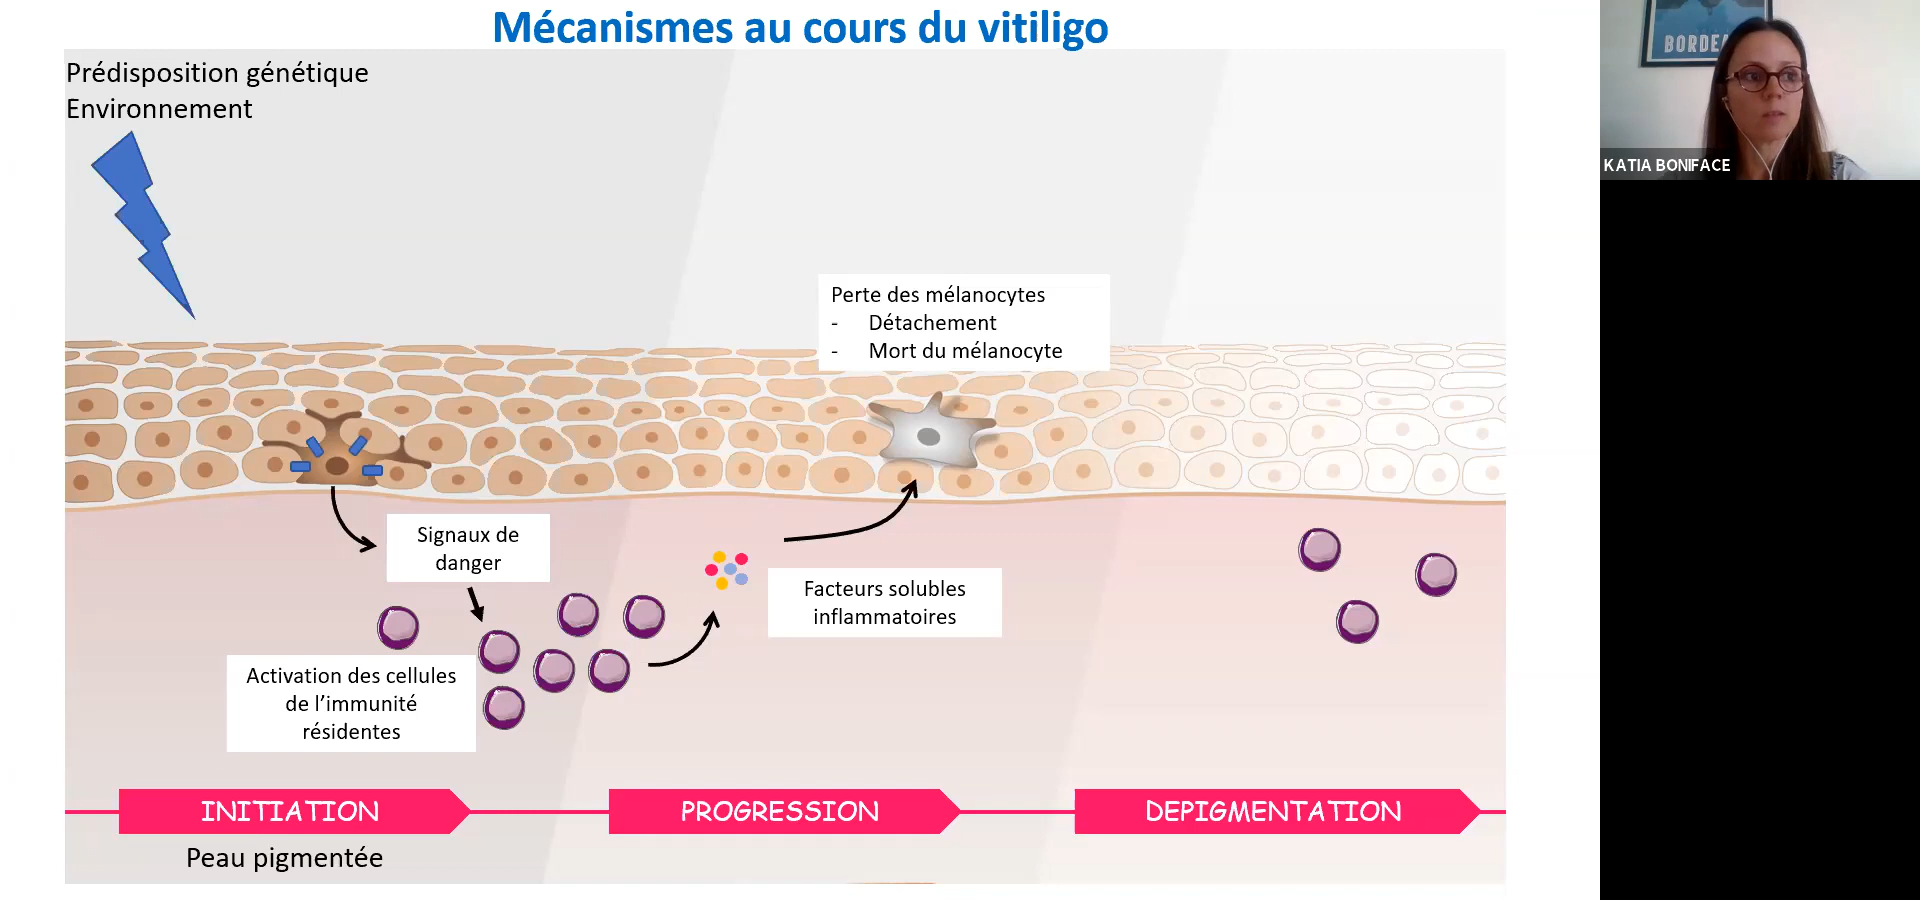 Mécanismes au cours du vitiligo
Prédisposition génétique
Environnement
BORDEA
KATIA BONIFACE
Perte des mélanocytes
- Détachement
- Mort du mélanocyte
Signaux de
danger
Facteurs solubles
inflammatoires
Activation des cellules
de l’immunité
résidentes
INITIATION
PROGRESSION
DEPIGMENTATION
Peau pigmentée